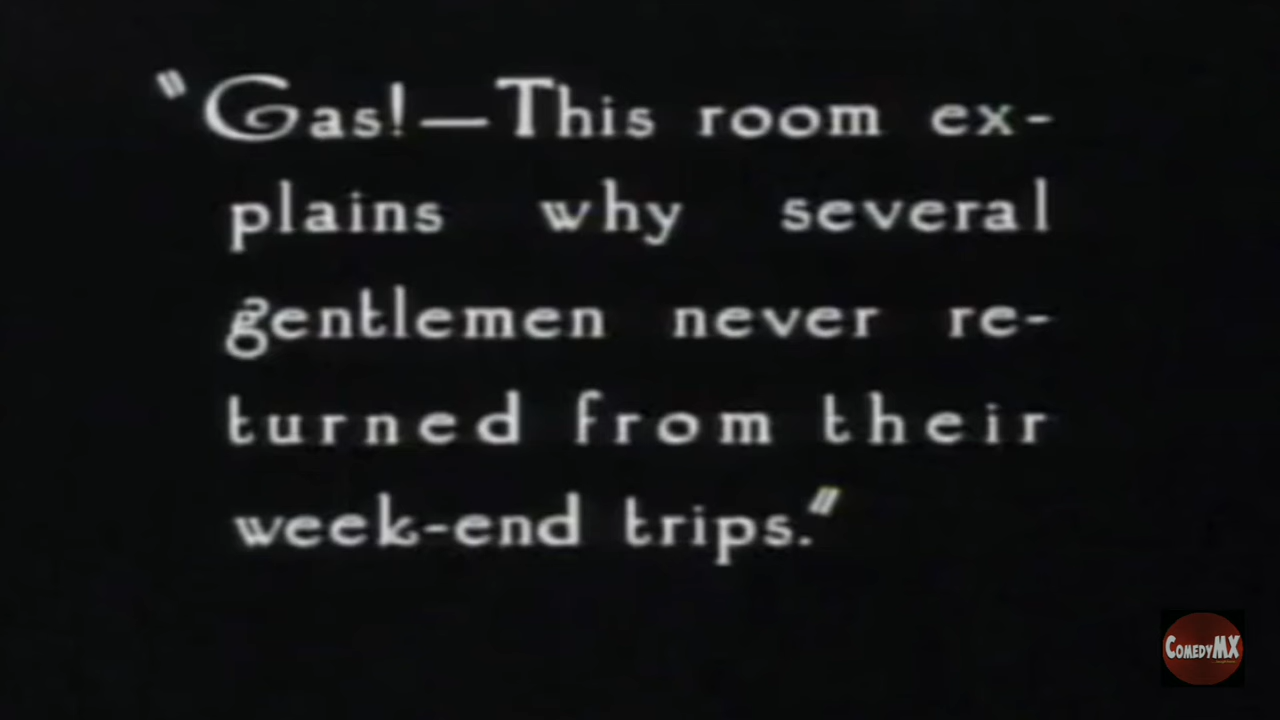 "Gas!—This room ex-
plains why several
gentlemen never re-
turned from their
week-end trips."
COMEDYMX